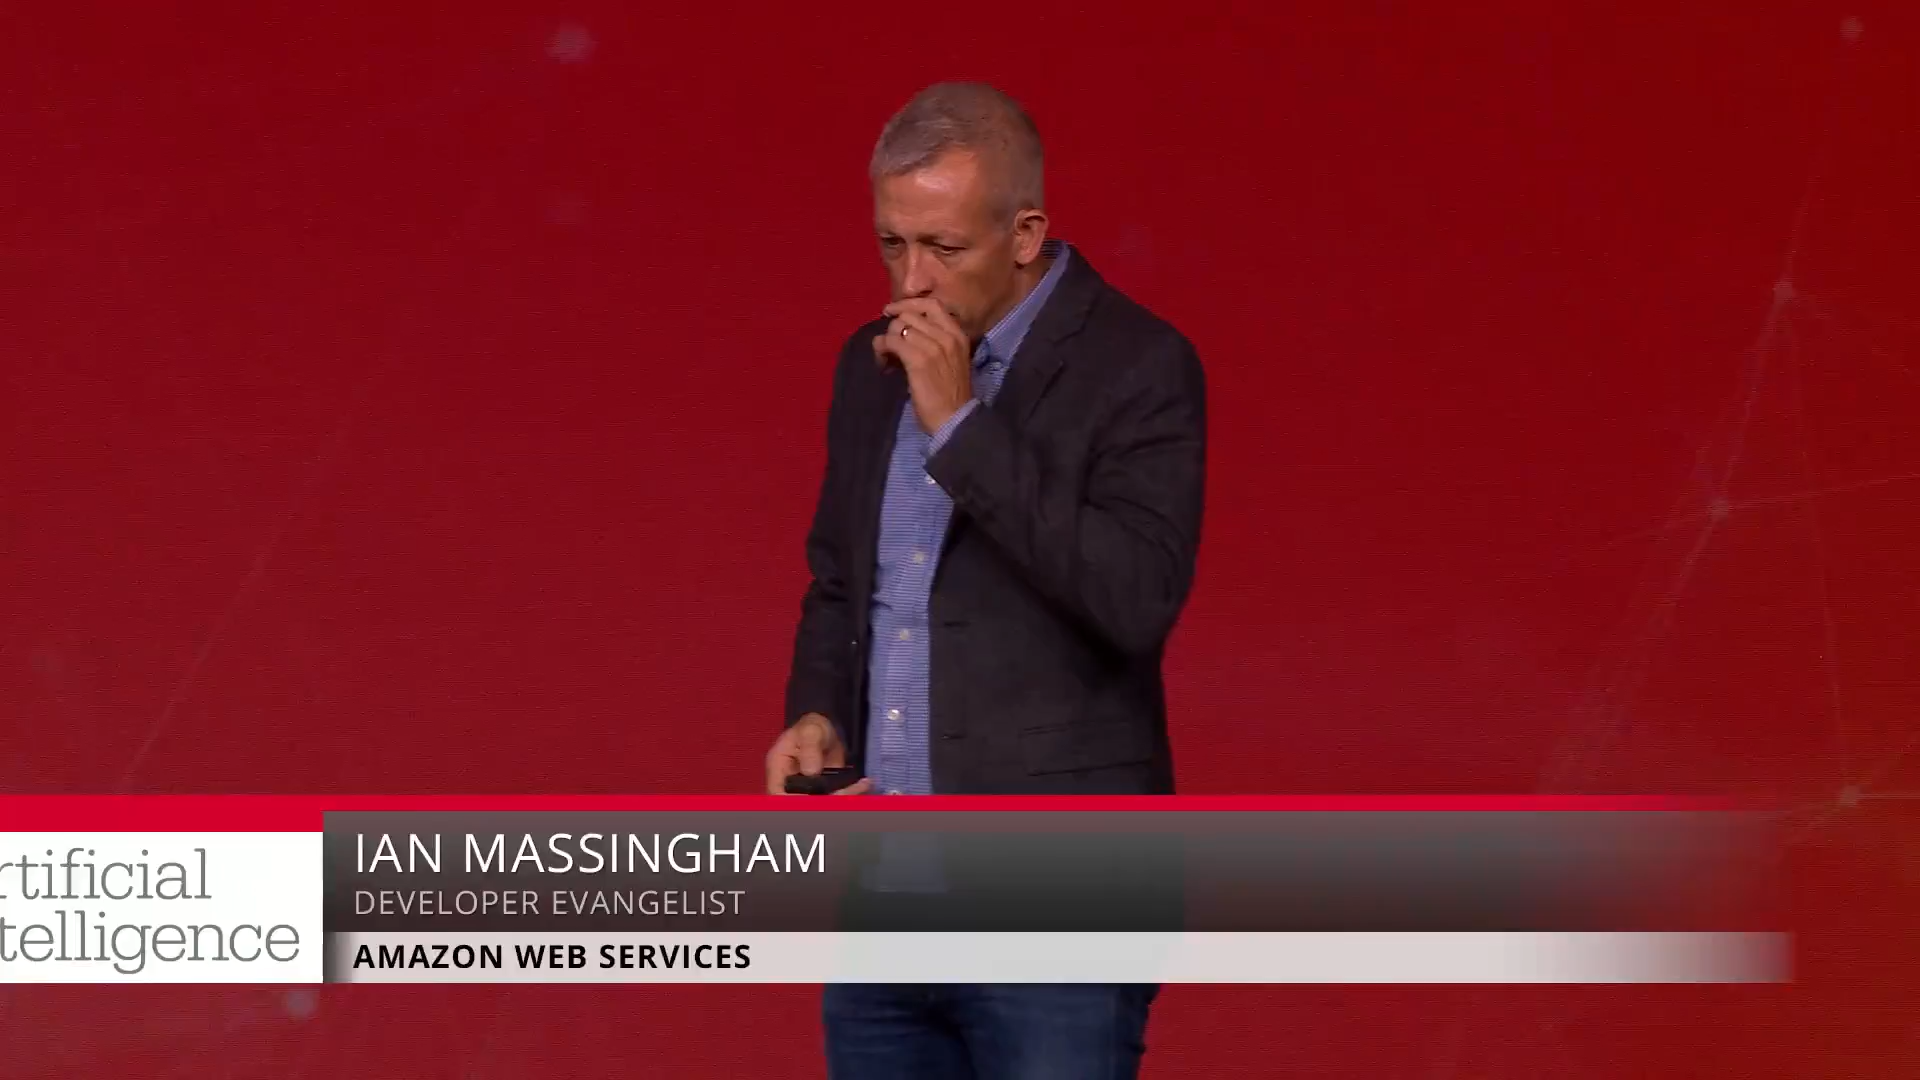 IAN MASSINGHAM
DEVELOPER EVANGELIST
AMAZON WEB SERVICES
rtificial
telligence